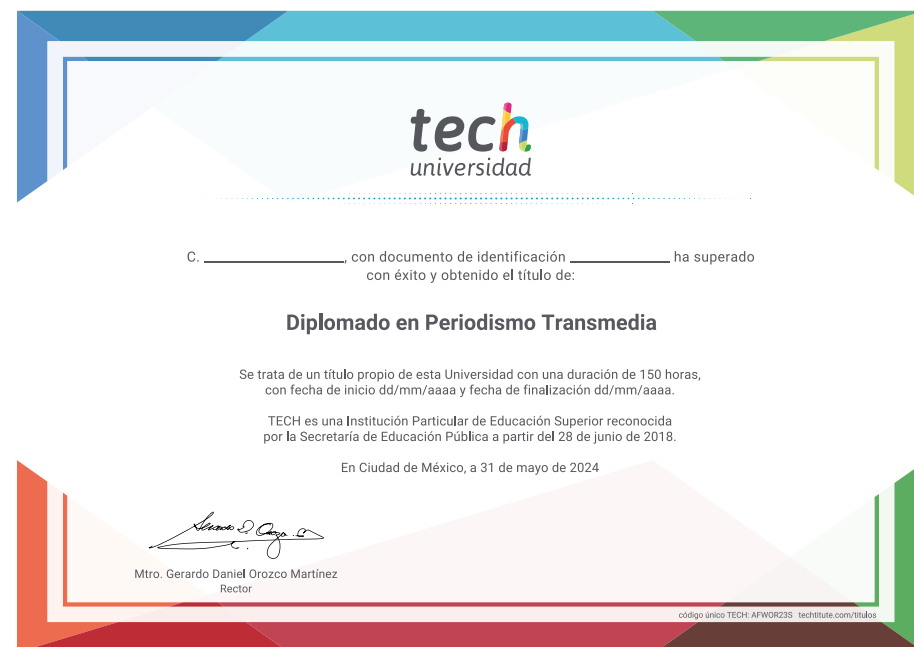 tech
universidad
C. ____________, con documento de identificación ____________ ha superado
con éxito y obtenido el título de:
Diplomado en Periodismo Transmedia
Se trata de un título propio de esta Universidad con una duración de 150 horas,
con fecha de inicio dd/mm/aaaa y fecha de finalización dd/mm/aaaa.
TECH es una Institución Particular de Educación Superior reconocida
por la Secretaría de Educación Pública a partir del 28 de junio de 2018.
En Ciudad de México, a 31 de mayo de 2024
Mtro. Gerardo Daniel Orozco Martínez
Rector
código único TECH: AFWOR23S techtitute.com/titulos